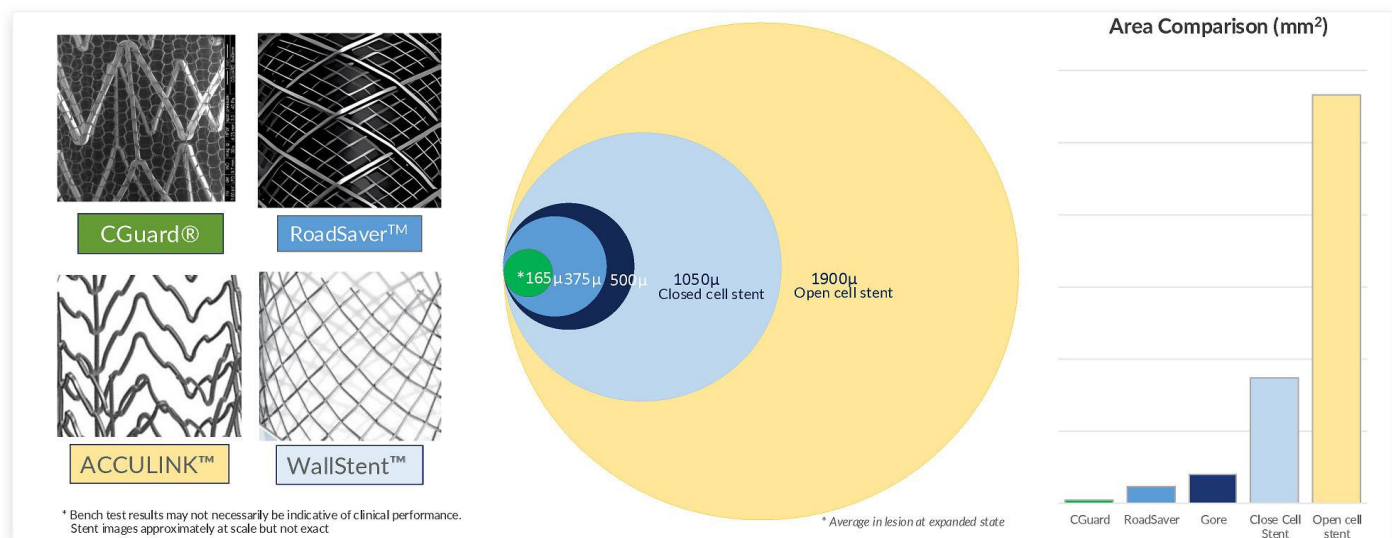 Area Comparison (mm²)
CGuard®
RoadSaver™
*165µ
375µ
500µ
1050µ
Closed cell stent
1900µ
Open cell stent
ACCULINK™
WallStent™
* Bench test results may not necessarily be indicative of clinical performance.
Stent images approximately at scale but not exact
* Average in lesion at expanded state
CGuard
RoadSaver
Gore
Close Cell
Stent
Open cell
stent